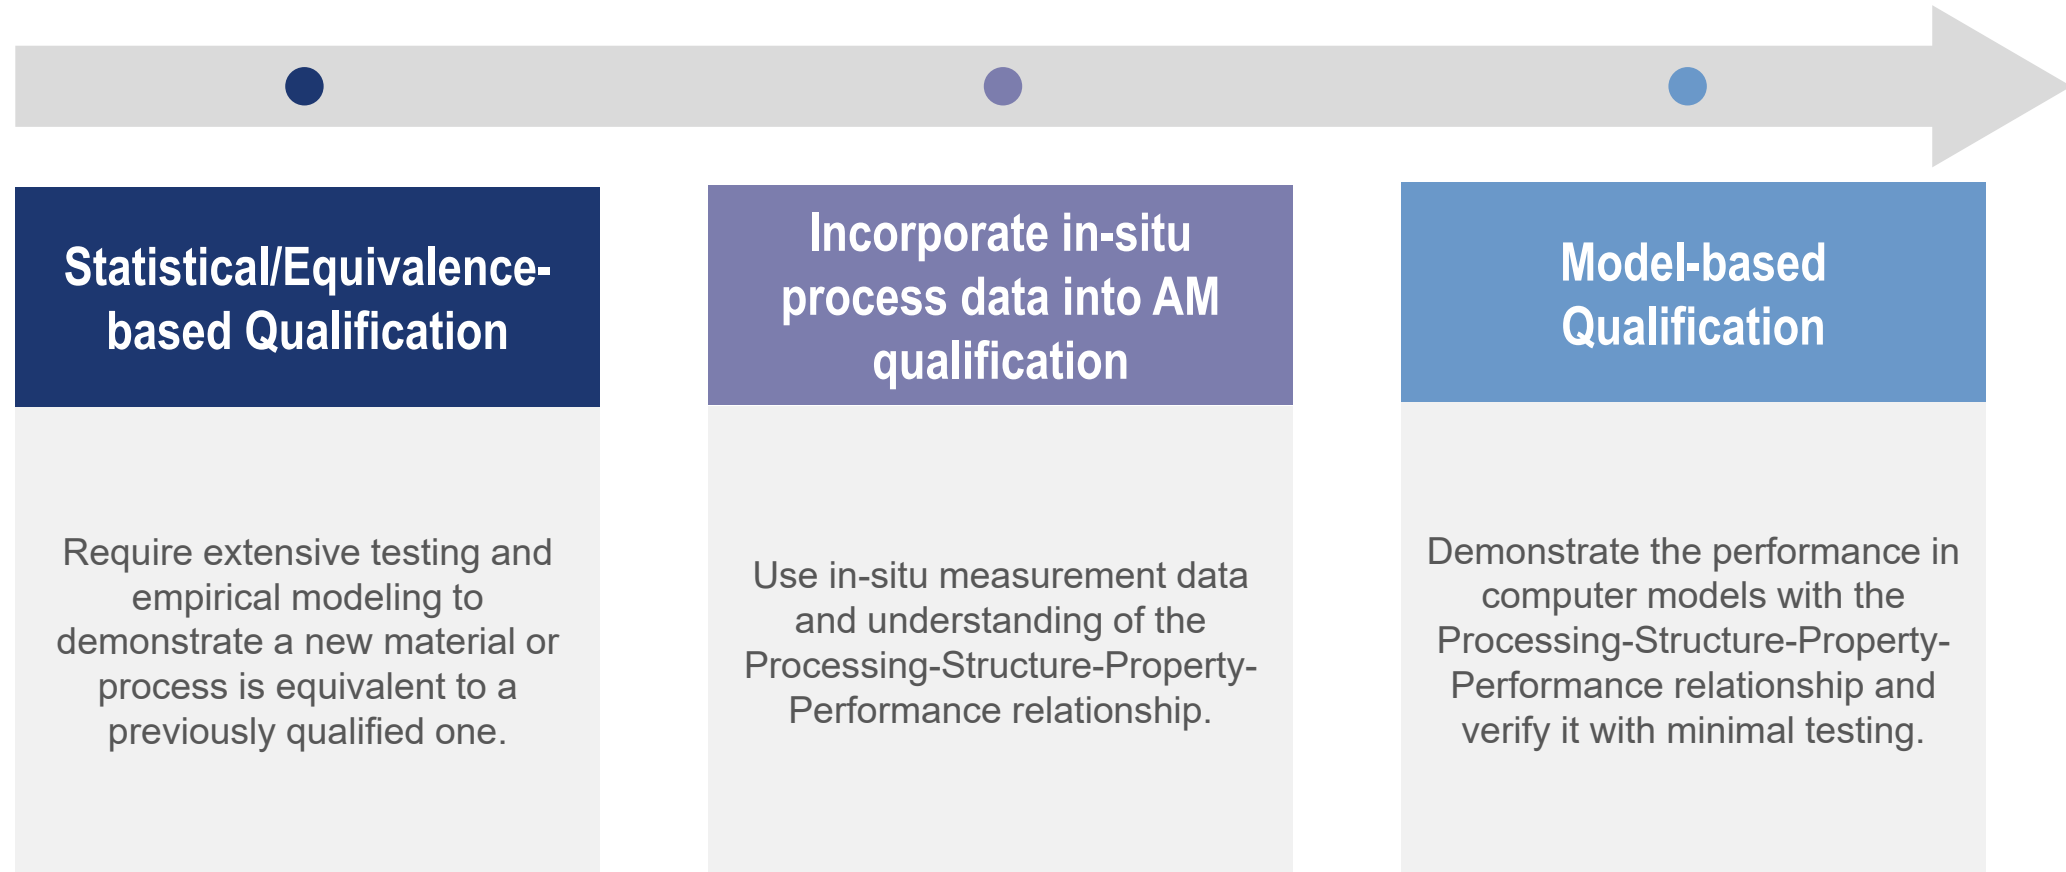 Statistical/Equivalence-
based Qualification
Incorporate in-situ
process data into AM
qualification
Model-based
Qualification
Require extensive testing and
empirical modeling to
demonstrate a new material or
process is equivalent to a
previously qualified one.
Use in-situ measurement data
and understanding of the
Processing-Structure-Property-
Performance relationship.
Demonstrate the performance in
computer models with the
Processing-Structure-Property-
Performance relationship and
verify it with minimal testing.